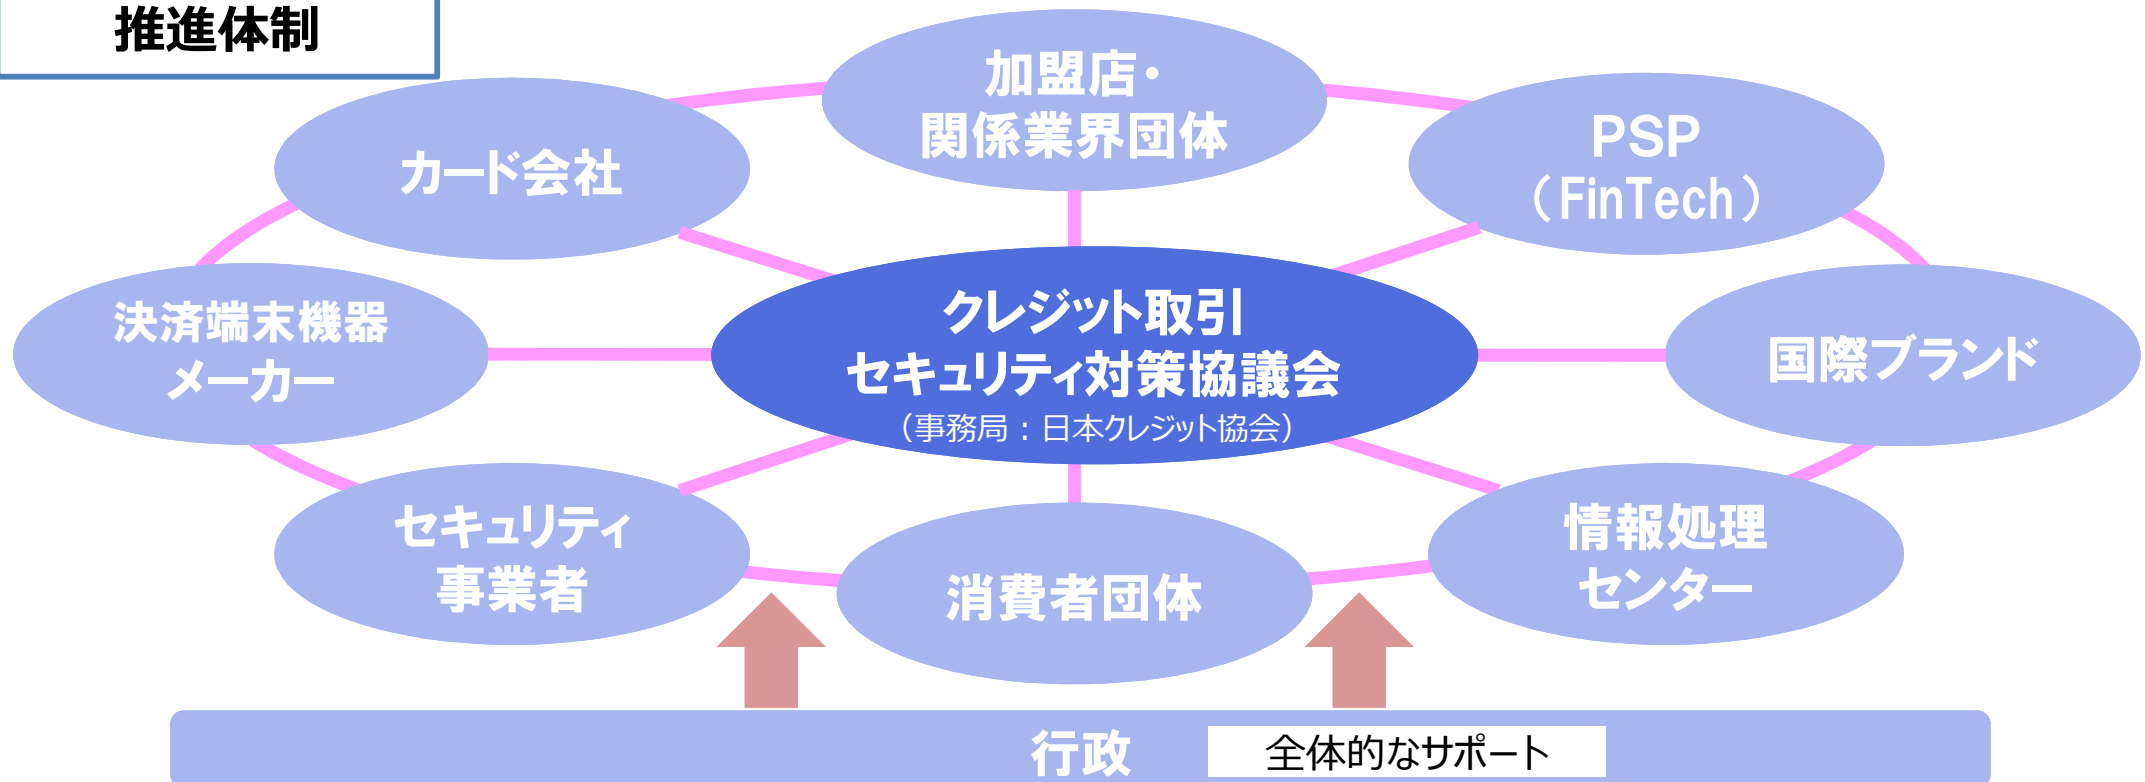 推進体制
加盟店・
関係業界団体
カード会社
PSP
（FinTech）
決済端末機器
メーカー
クレジット取引
セキュリティ対策協議会
（事務局：日本クレジット協会）
国際ブランド
セキュリティ
事業者
消費者団体
情報処理
センター
行政
全体的なサポート